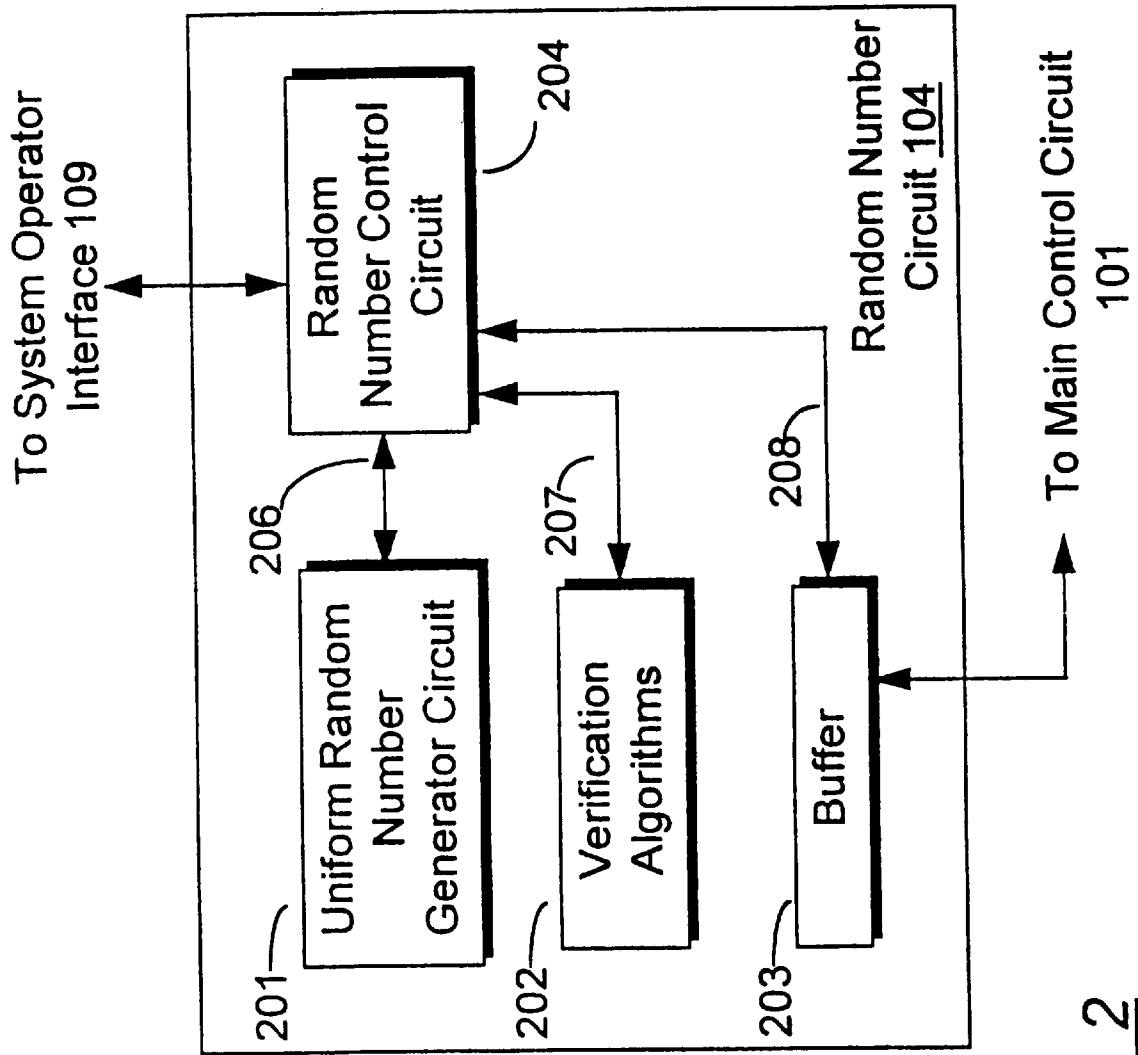 To System Operator
Interface 109
201
Uniform Random
Number
Generator Circuit
206
Random
Number Control
Circuit
204
202
Verification
Algorithms
207
203
Buffer
208
Random Number
Circuit 104
To Main Control Circuit
101
2